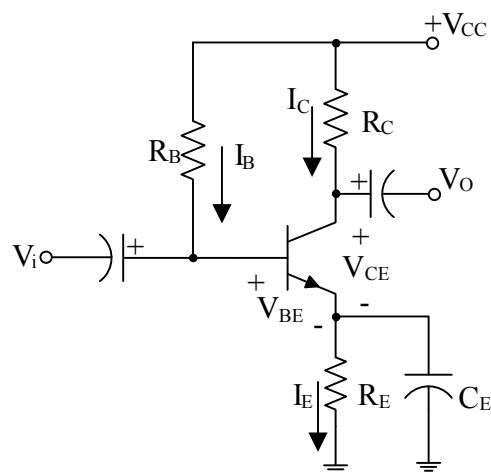 +V_CC
I_C
R_C
R_B
I_B
+
V_O
V_i
+
+
V_CE
+
V_BE
-
-
I_E
R_E
C_E